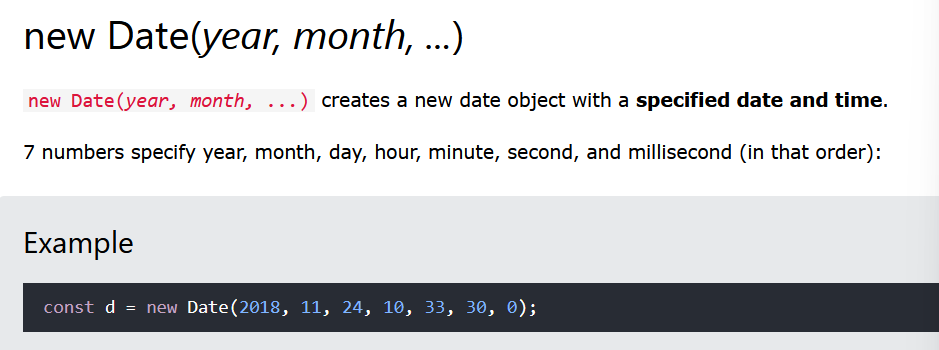 new Date(year, month, ...)
new Date(year, month, ...) creates a new date object with a specified date and time.
7 numbers specify year, month, day, hour, minute, second, and millisecond (in that order):
Example
const d = new Date(2018, 11, 24, 10, 33, 30, 0);